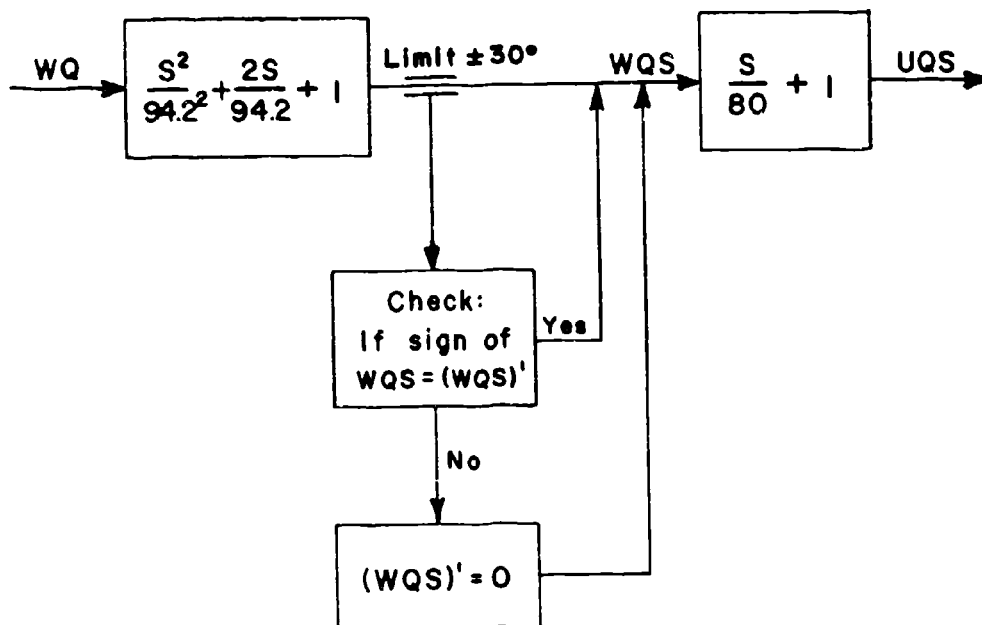 WQ
S²/94.2² + 2S/94.2 + 1
Limit ±30°
WQS
S/80 + 1
UQS
Check:
If sign of
WQS = (WQS)'
Yes
No
(WQS)' = 0